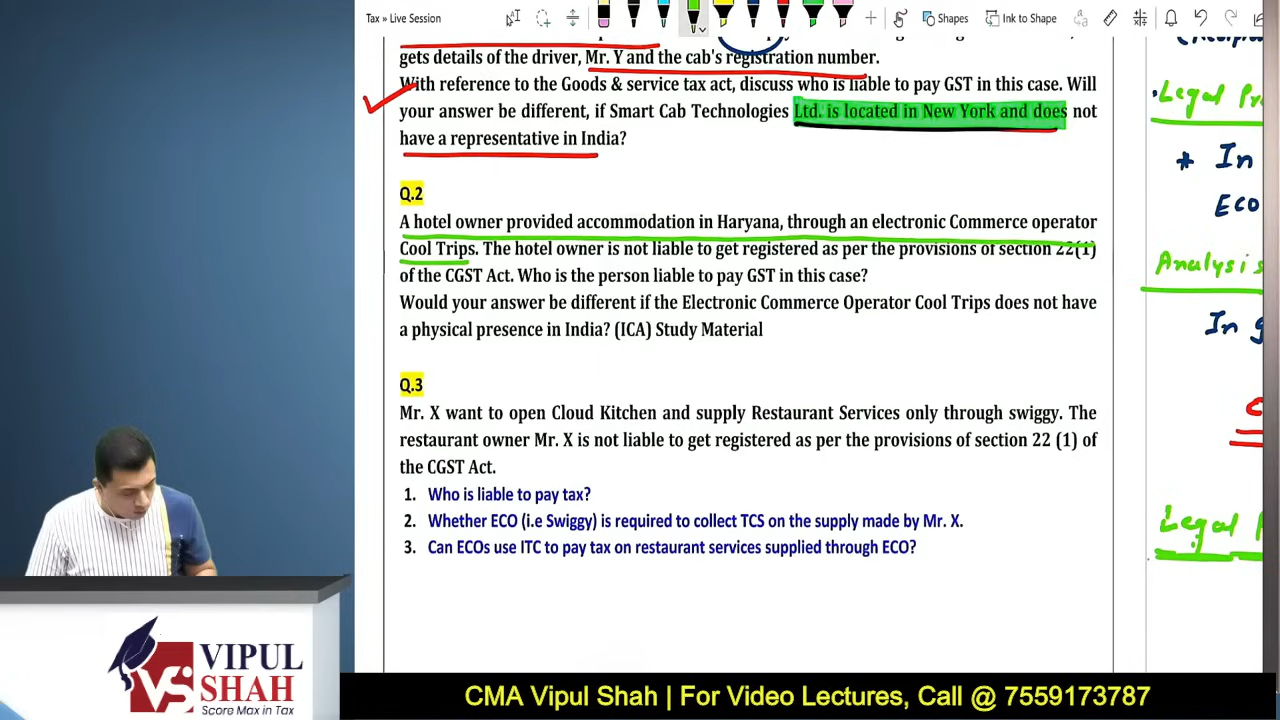 Tax » Live Session
Shapes
Ink to Shape
gets details of the driver, Mr. Y and the cab's registration number.
With reference to the Goods & service tax act, discuss who is liable to pay GST in this case. Will
your answer be different, if Smart Cab Technologies Ltd. is located in New York and does not
have a representative in India?
Q.2
A hotel owner provided accommodation in Haryana, through an electronic Commerce operator
Cool Trips. The hotel owner is not liable to get registered as per the provisions of section 22(1)
of the CGST Act. Who is the person liable to pay GST in this case?
Would your answer be different if the Electronic Commerce Operator Cool Trips does not have
a physical presence in India? (ICA) Study Material
Q.3
Mr. X want to open Cloud Kitchen and supply Restaurant Services only through swiggy. The
restaurant owner Mr. X is not liable to get registered as per the provisions of section 22 (1) of
the CGST Act.
1. Who is liable to pay tax?
2. Whether ECO (i.e Swiggy) is required to collect TCS on the supply made by Mr. X.
3. Can ECOs use ITC to pay tax on restaurant services supplied through ECO?
Legal
* In
ECO
Analysis
In
Legal
VS
VIPUL
SHAH
Score Max in Tax
CMA Vipul Shah | For Video Lectures, Call @ 7559173787